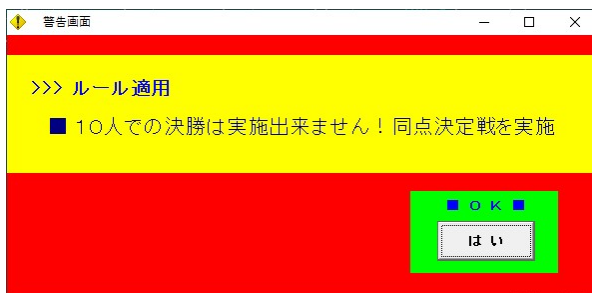 警告画面
>>> ルール適用
■ 10人での決勝は実施出来ません！同点決定戦を実施
■ ＯＫ ■
はい